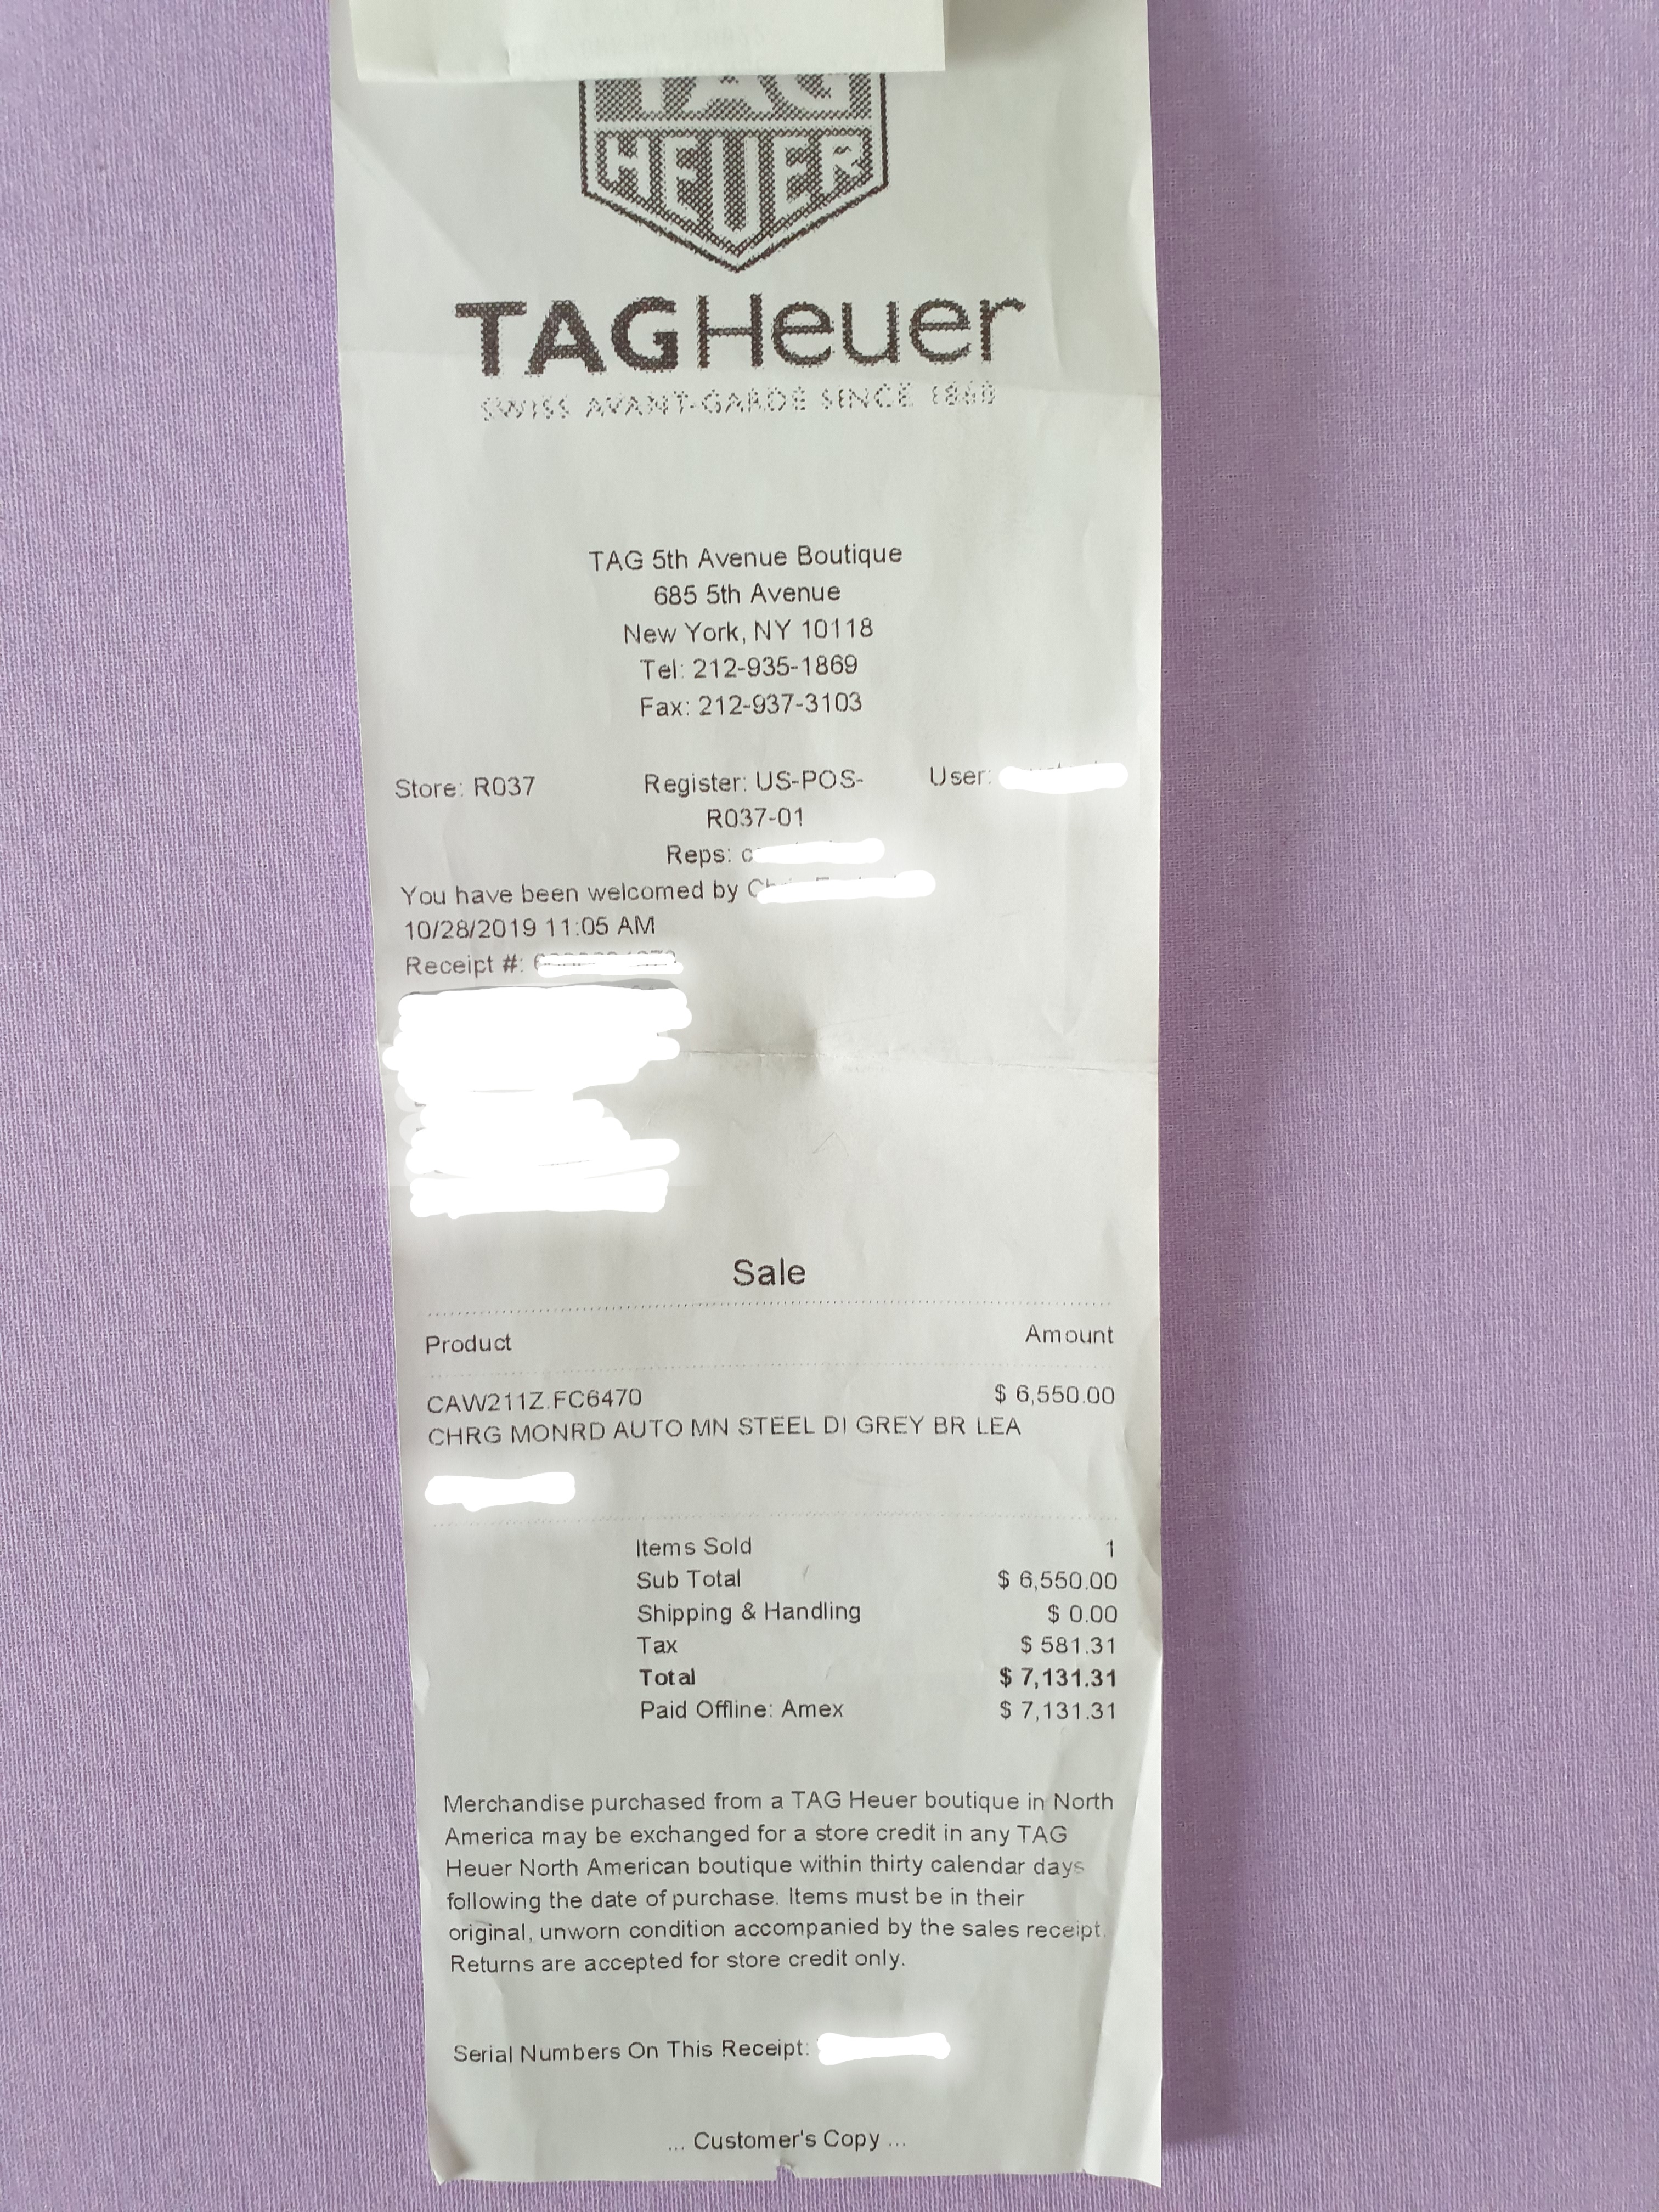 TAG
HEUER
TAGHeuer
SWISS AVANT-GARDE SINCE 1860
TAG 5th Avenue Boutique
685 5th Avenue
New York, NY 10118
Tel: 212-935-1869
Fax: 212-937-3103
Store: R037 Register: US-POS- User:
R037-01
Reps: c
You have been welcomed by
10/28/2019 11:05 AM
Receipt #:
Sale
Product Amount
CAW211Z.FC6470 $ 6,550.00
CHRG MONRD AUTO MN STEEL DI GREY BR LEA
Items Sold 1
Sub Total $ 6,550.00
Shipping & Handling $ 0.00
Tax $ 581.31
Total $ 7,131.31
Paid Offline: Amex $ 7,131.31
Merchandise purchased from a TAG Heuer boutique in North
America may be exchanged for a store credit in any TAG
Heuer North American boutique within thirty calendar days
following the date of purchase. Items must be in their
original, unworn condition accompanied by the sales receipt.
Returns are accepted for store credit only.
Serial Numbers On This Receipt:
... Customer's Copy ...